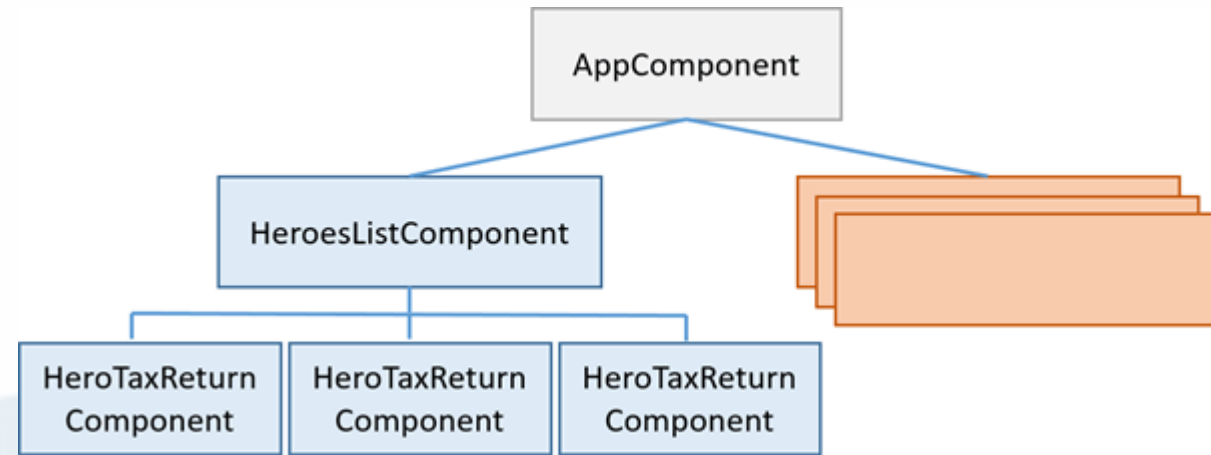 AppComponent
HeroesListComponent
HeroTaxReturn
Component
HeroTaxReturn
Component
HeroTaxReturn
Component